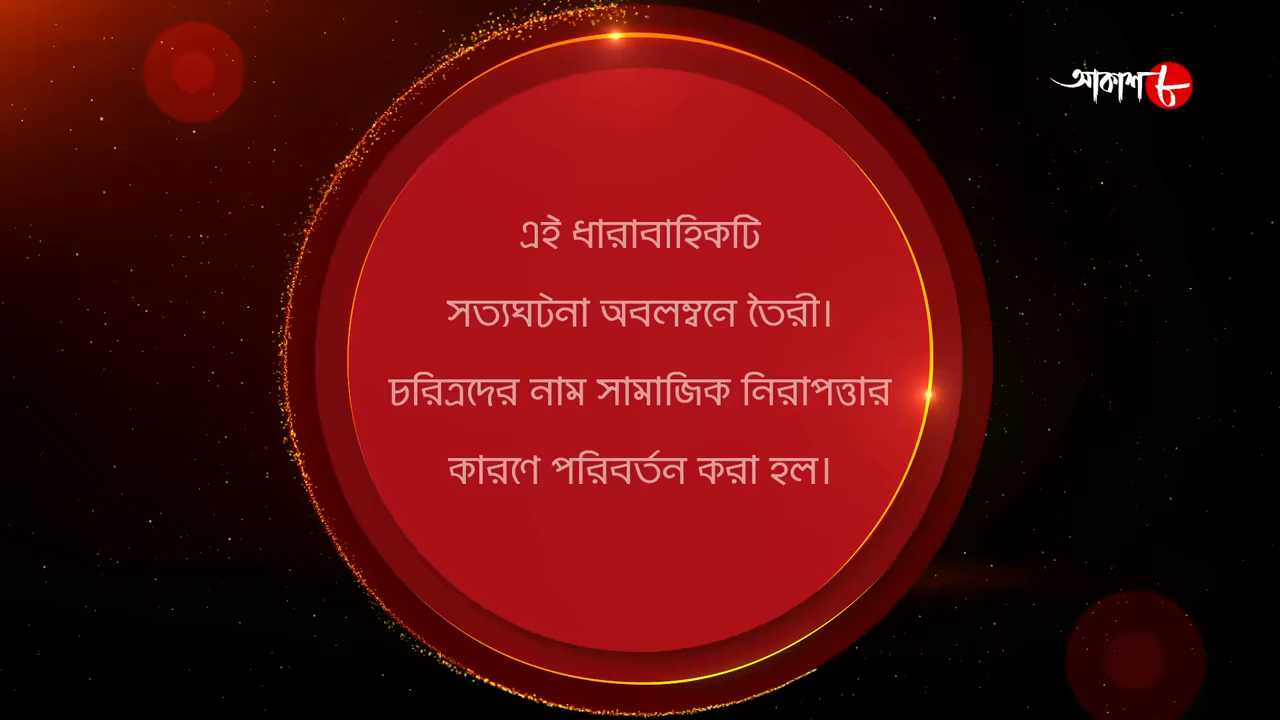 আকাশ ৮
এই ধারাবাহিকটি
সত্যঘটনা অবলম্বনে তৈরী।
চরিত্রদের নাম সামাজিক নিরাপত্তার
কারণে পরিবর্তন করা হল।